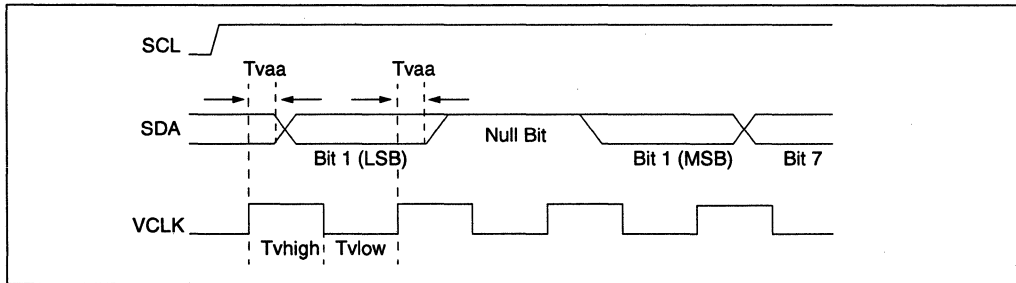 SCL
Tvaa Tvaa
SDA
Null Bit
Bit 1 (LSB) Bit 1 (MSB) Bit 7
VCLK
Tvhigh Tvlow